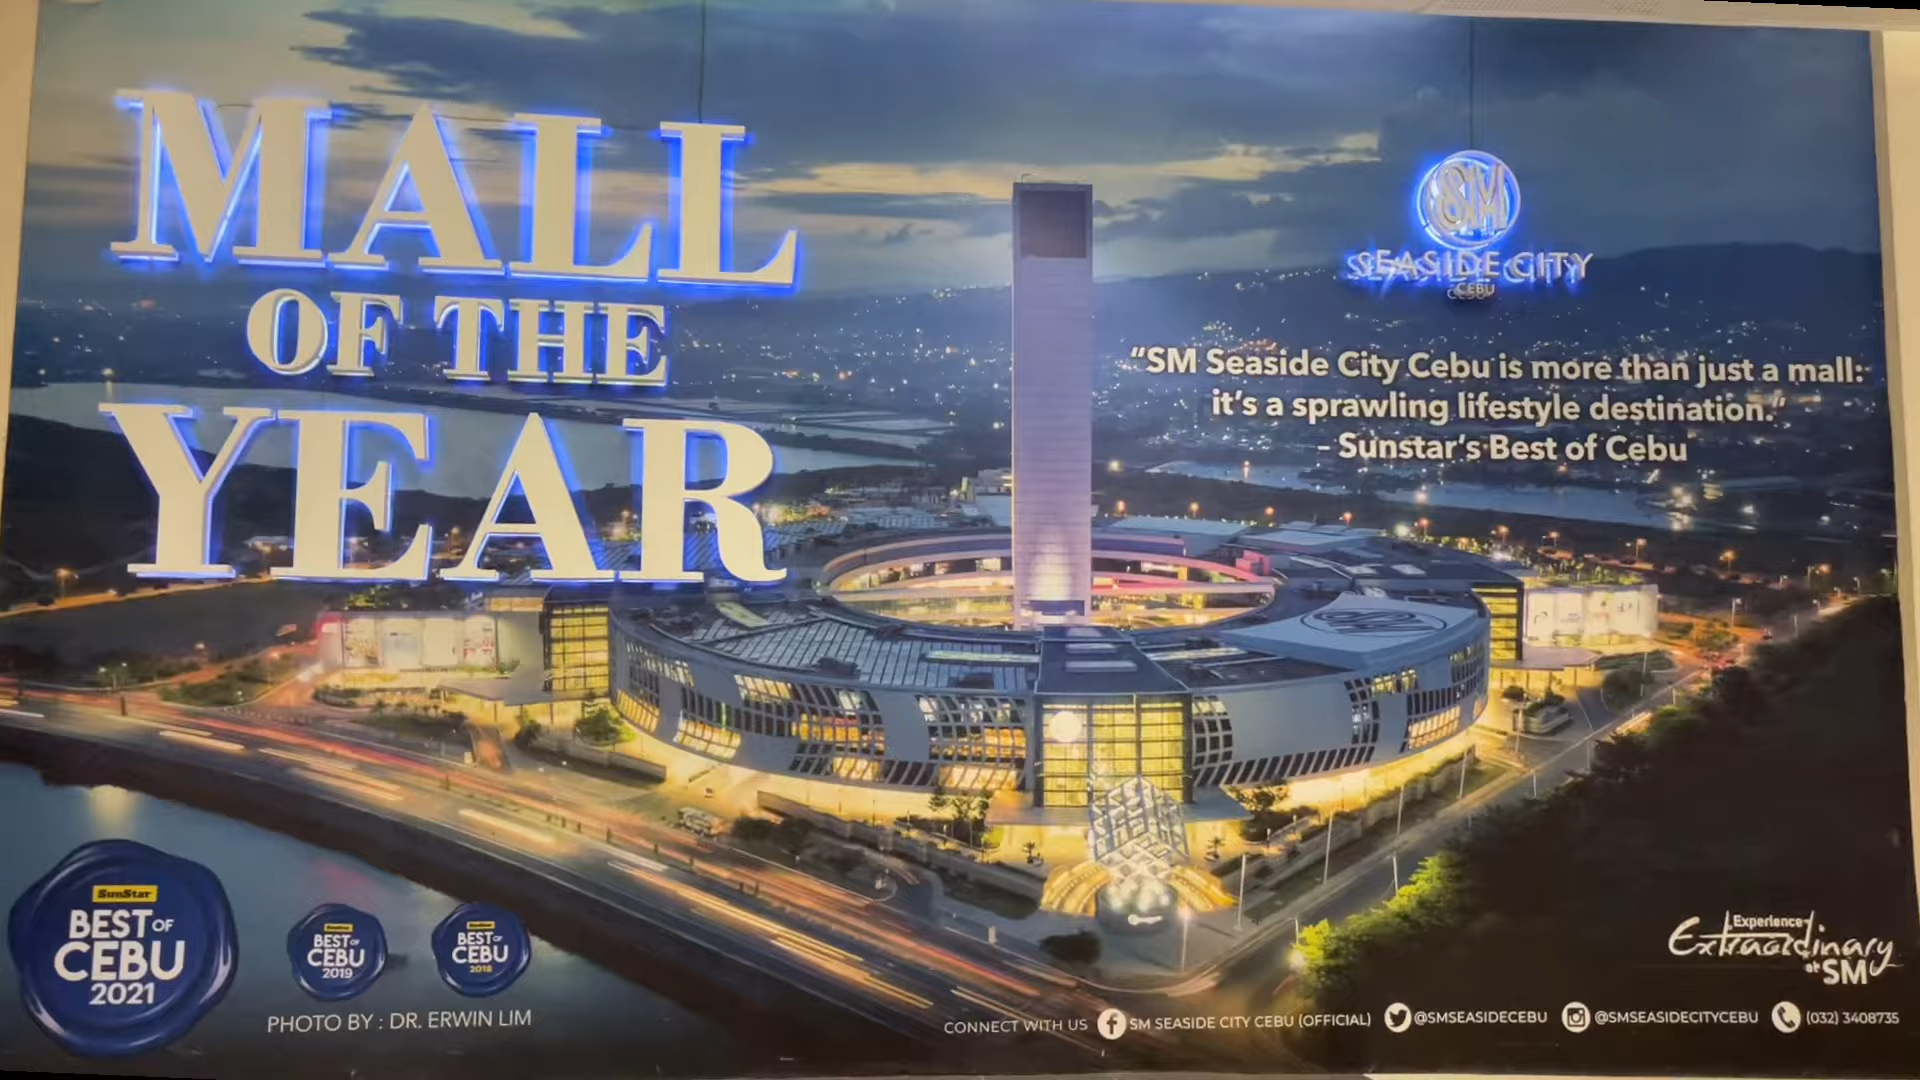 MALL
OF THE
YEAR
SM
SEASIDE CITY
CEBU
“SM Seaside City Cebu is more than just a mall:
it’s a sprawling lifestyle destination.”
– Sunstar’s Best of Cebu
SM
SunStar
BEST OF
CEBU
2021
SunStar
BEST OF
CEBU
2019
SunStar
BEST OF
CEBU
2018
PHOTO BY : DR. ERWIN LIM
Experience
Extraordinary
at SM
CONNECT WITH US f SM SEASIDE CITY CEBU (OFFICIAL) @SMSEASIDECEBU @SMSEASIDECITYCEBU (032) 3408735